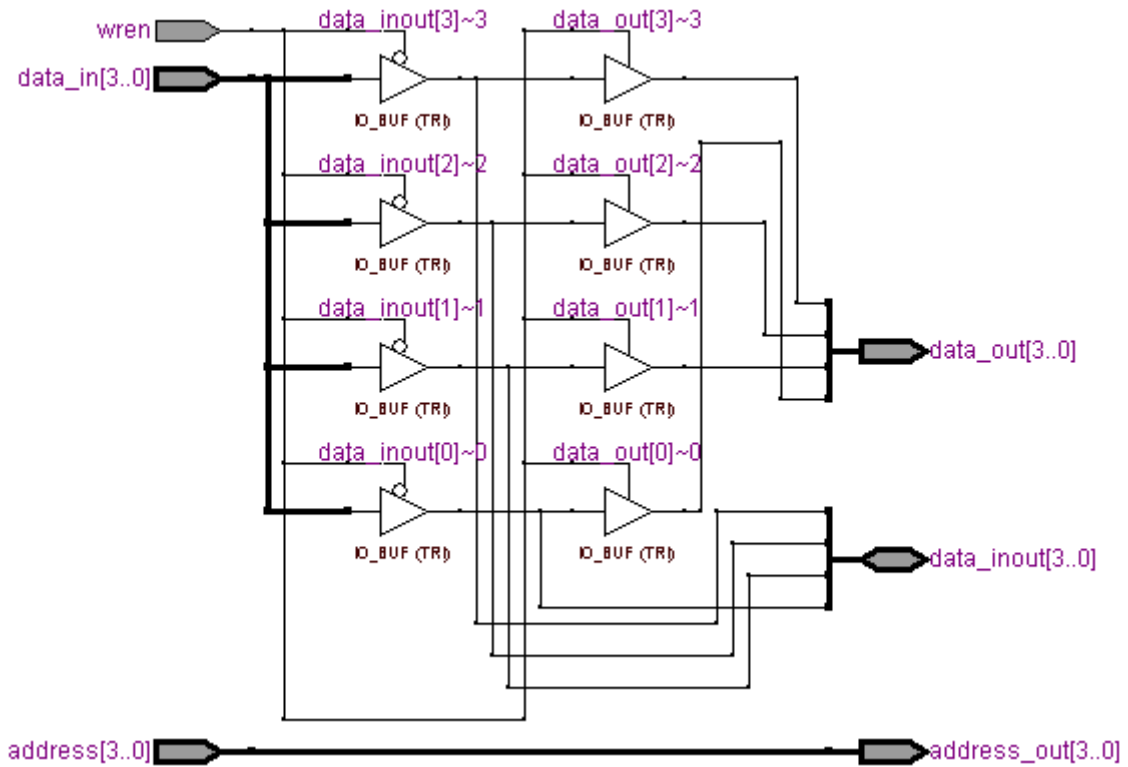 wren
data_inout[3]~3
data_out[3]~3
data_in[3..0]
IO_BUF (TRI)
IO_BUF (TRI)
data_inout[2]~2
data_out[2]~2
IO_BUF (TRI)
IO_BUF (TRI)
data_inout[1]~1
data_out[1]~1
data_out[3..0]
IO_BUF (TRI)
IO_BUF (TRI)
data_inout[0]~0
data_out[0]~0
IO_BUF (TRI)
IO_BUF (TRI)
data_inout[3..0]
address[3..0]
address_out[3..0]